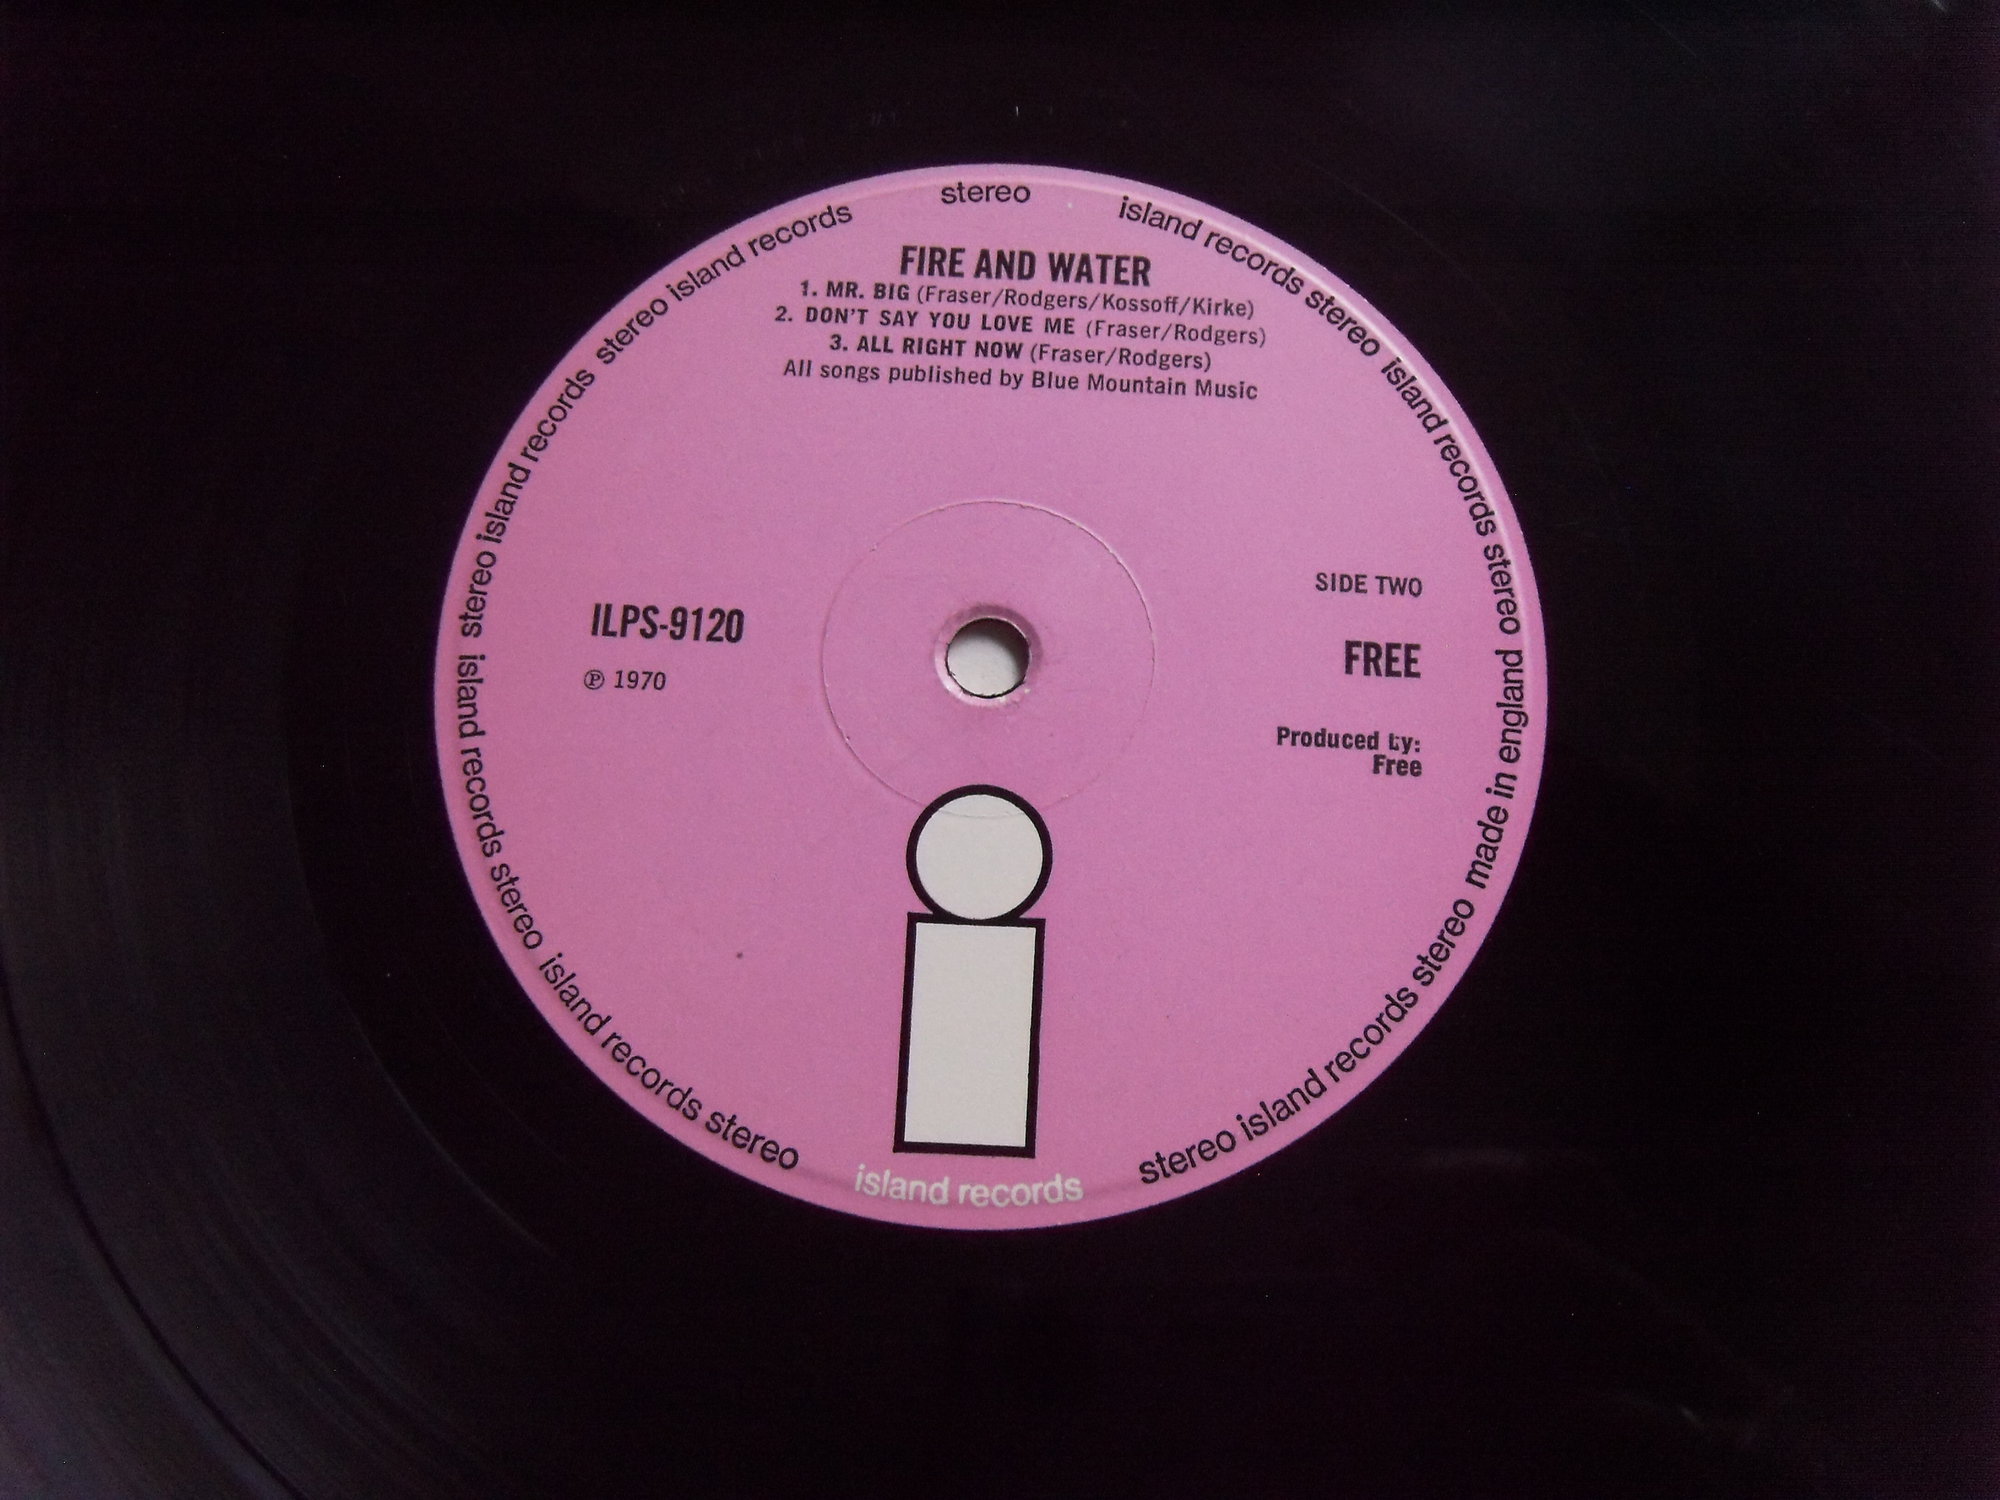 stereo
FIRE AND WATER
1. MR. BIG (Fraser/Rodgers/Kossoff/Kirke)
2. DON'T SAY YOU LOVE ME (Fraser/Rodgers)
3. ALL RIGHT NOW (Fraser/Rodgers)
All songs published by Blue Mountain Music
ILPS-9120
℗ 1970
SIDE TWO
FREE
Produced by:
Free
island records
island records stereo island records stereo made in england
stereo island records stereo
island records stereo island records stereo
island records stereo island records stereo island records stereo